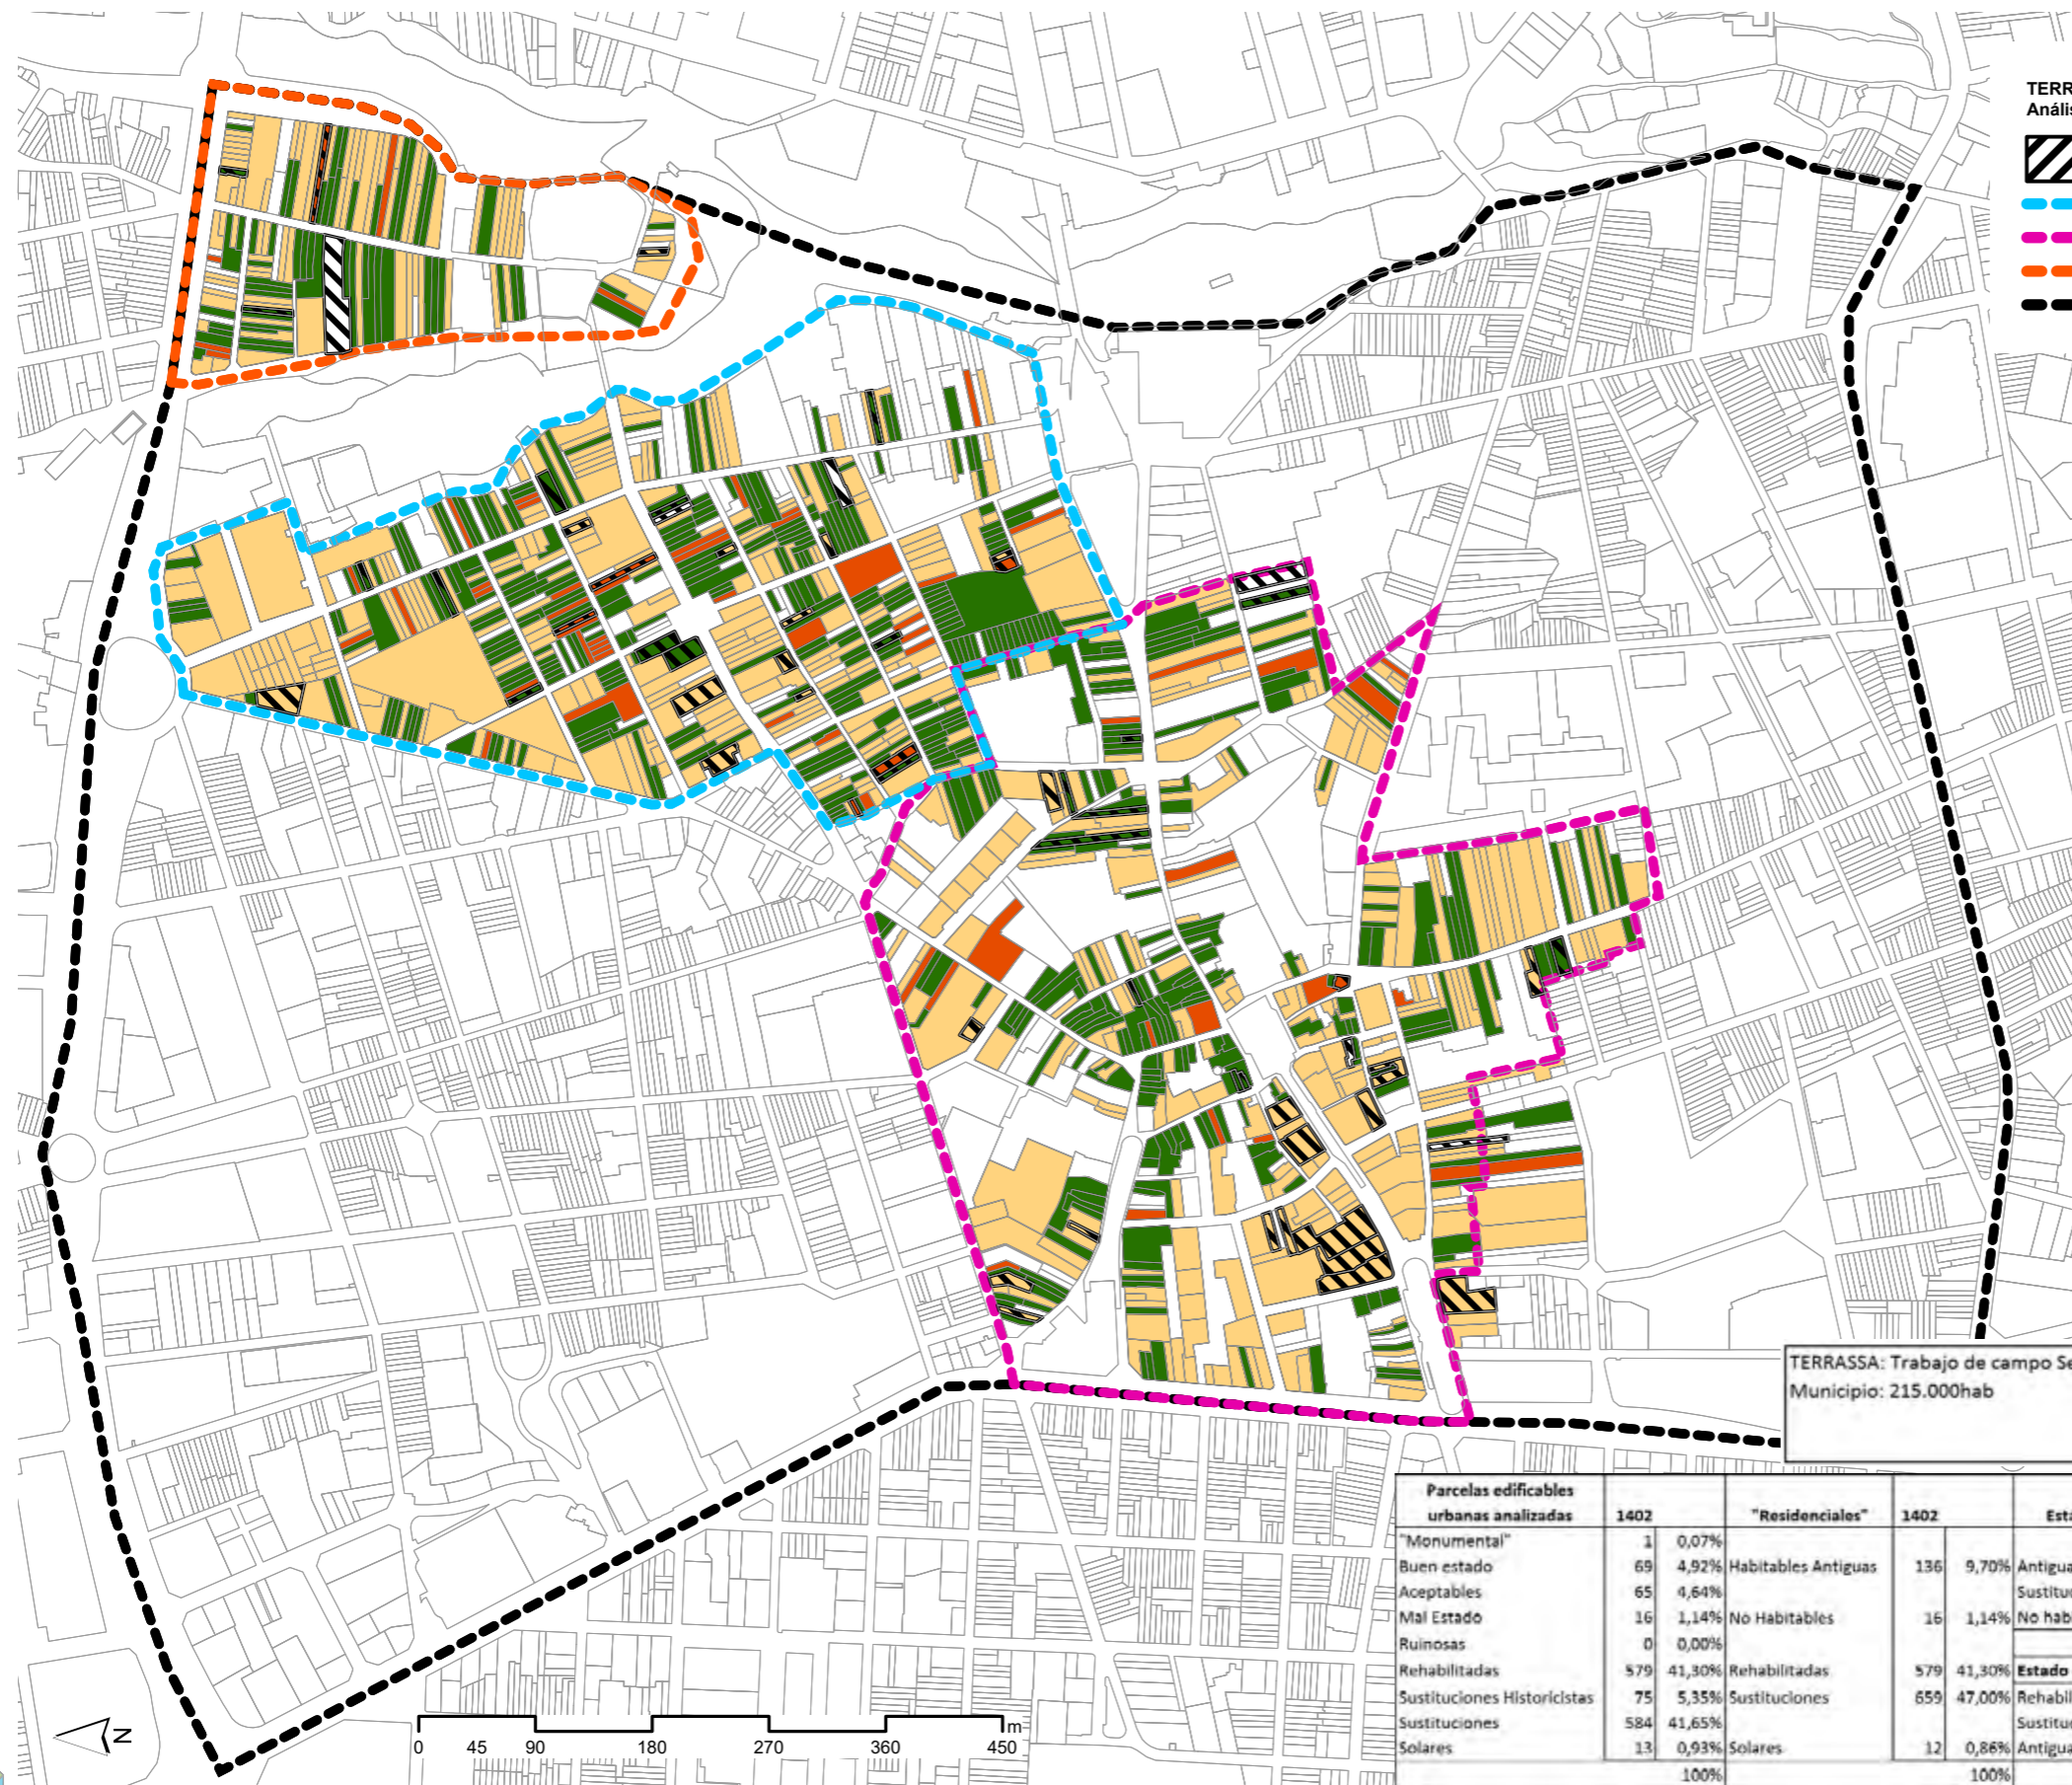 TERR
Anális
TERRASSA: Trabajo de campo Se
Municipio: 215.000hab
Parcelas edificables
urbanas analizadas 1402 "Residenciales" 1402 Esta
"Monumental" 1 0,07%
Buen estado 69 4,92% Habitables Antiguas 136 9,70% Antigua
Aceptables 65 4,64% Sustituc
Mal Estado 16 1,14% No Habitables 16 1,14% No hab
Ruinosas 0 0,00%
Rehabilitadas 579 41,30% Rehabilitadas 579 41,30% Estado
Sustituciones Historicistas 75 5,35% Sustituciones 659 47,00% Rehabil
Sustituciones 584 41,65% Sustituc
Solares 13 0,93% Solares 12 0,86% Antigua
100% 100%
N
m
0 45 90 180 270 360 450